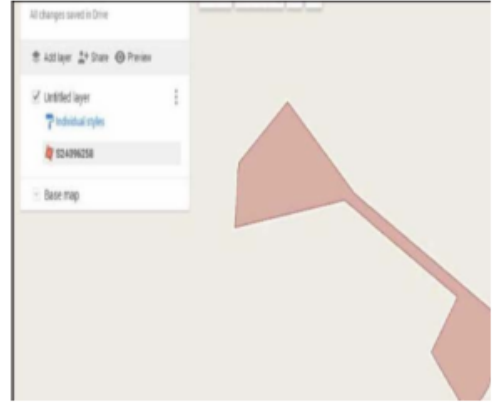 All changes saved in Drive
Add layer Share Preview
Untitled layer
Individual styles
Base map